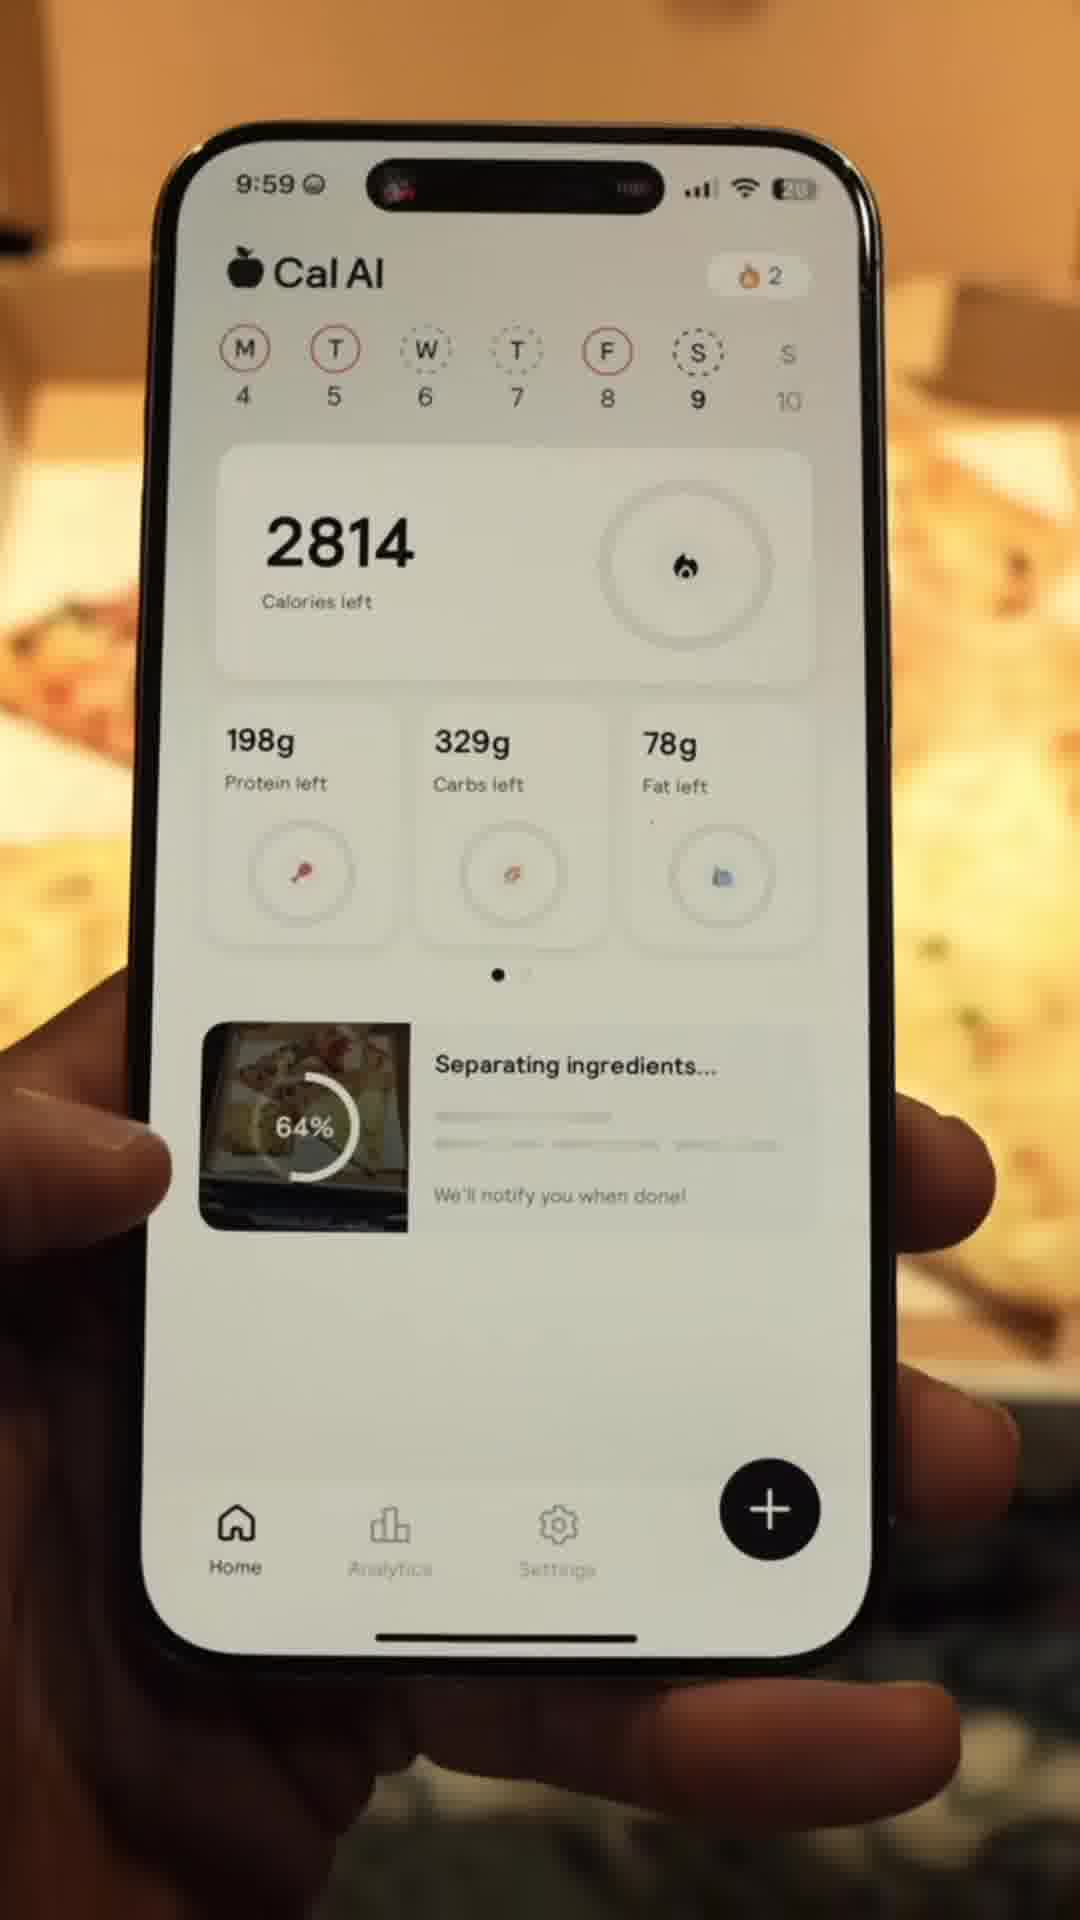 9:59
Cal AI
2
M T W T F S S
4 5 6 7 8 9 10
2814
Calories left
198g
Protein left
329g
Carbs left
78g
Fat left
64%
Separating ingredients...
We'll notify you when done!
Home
Analytics
Settings